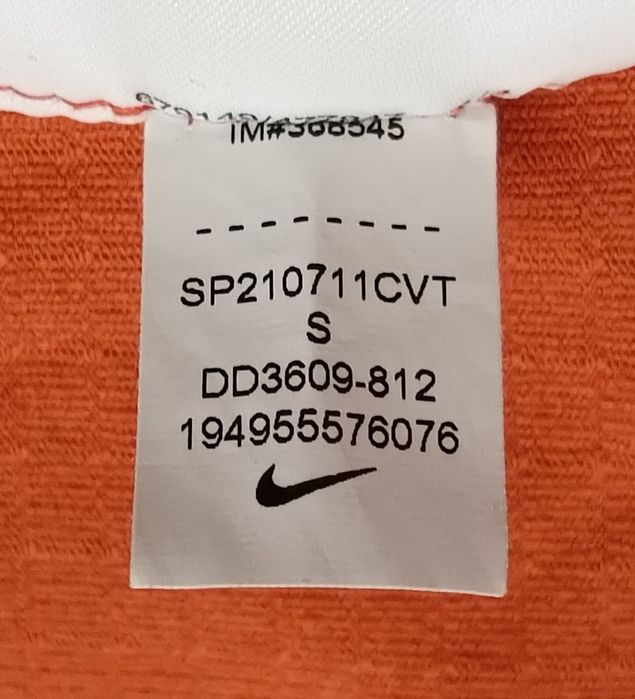 IM#368545
- - - - - - - -
SP210711CVT
S
DD3609-812
194955576076